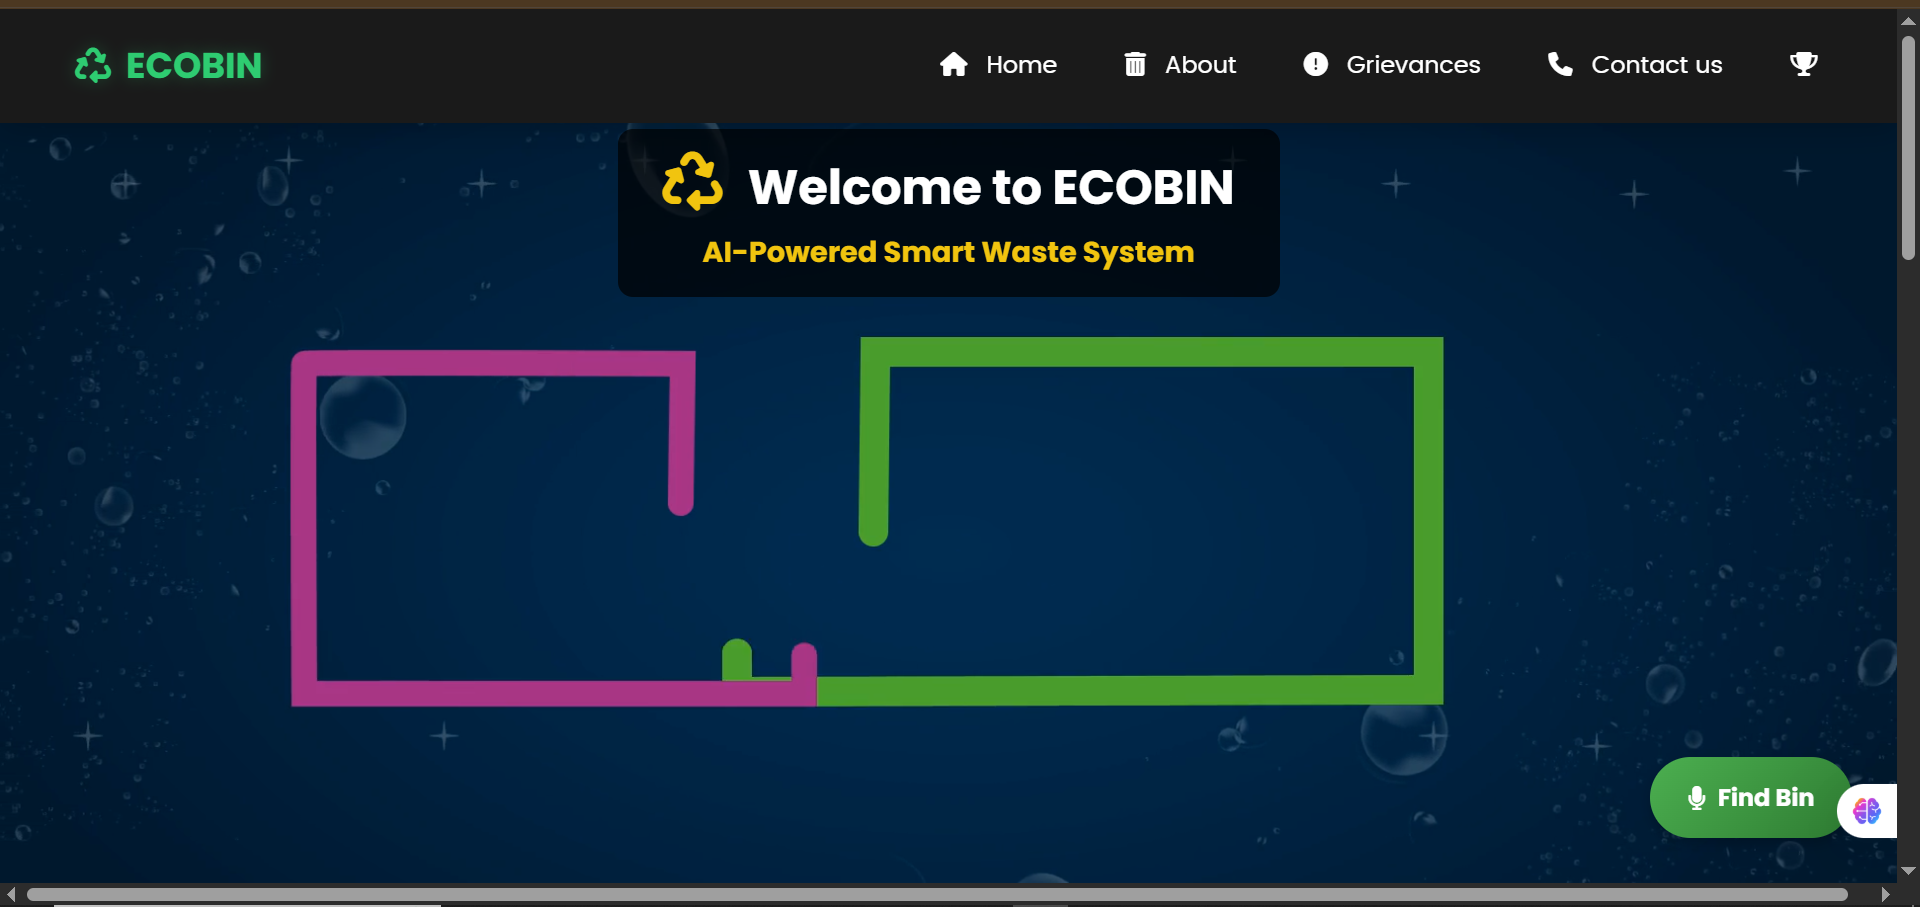 ECOBIN
Home
About
Grievances
Contact us
Welcome to ECOBIN
AI-Powered Smart Waste System
Find Bin